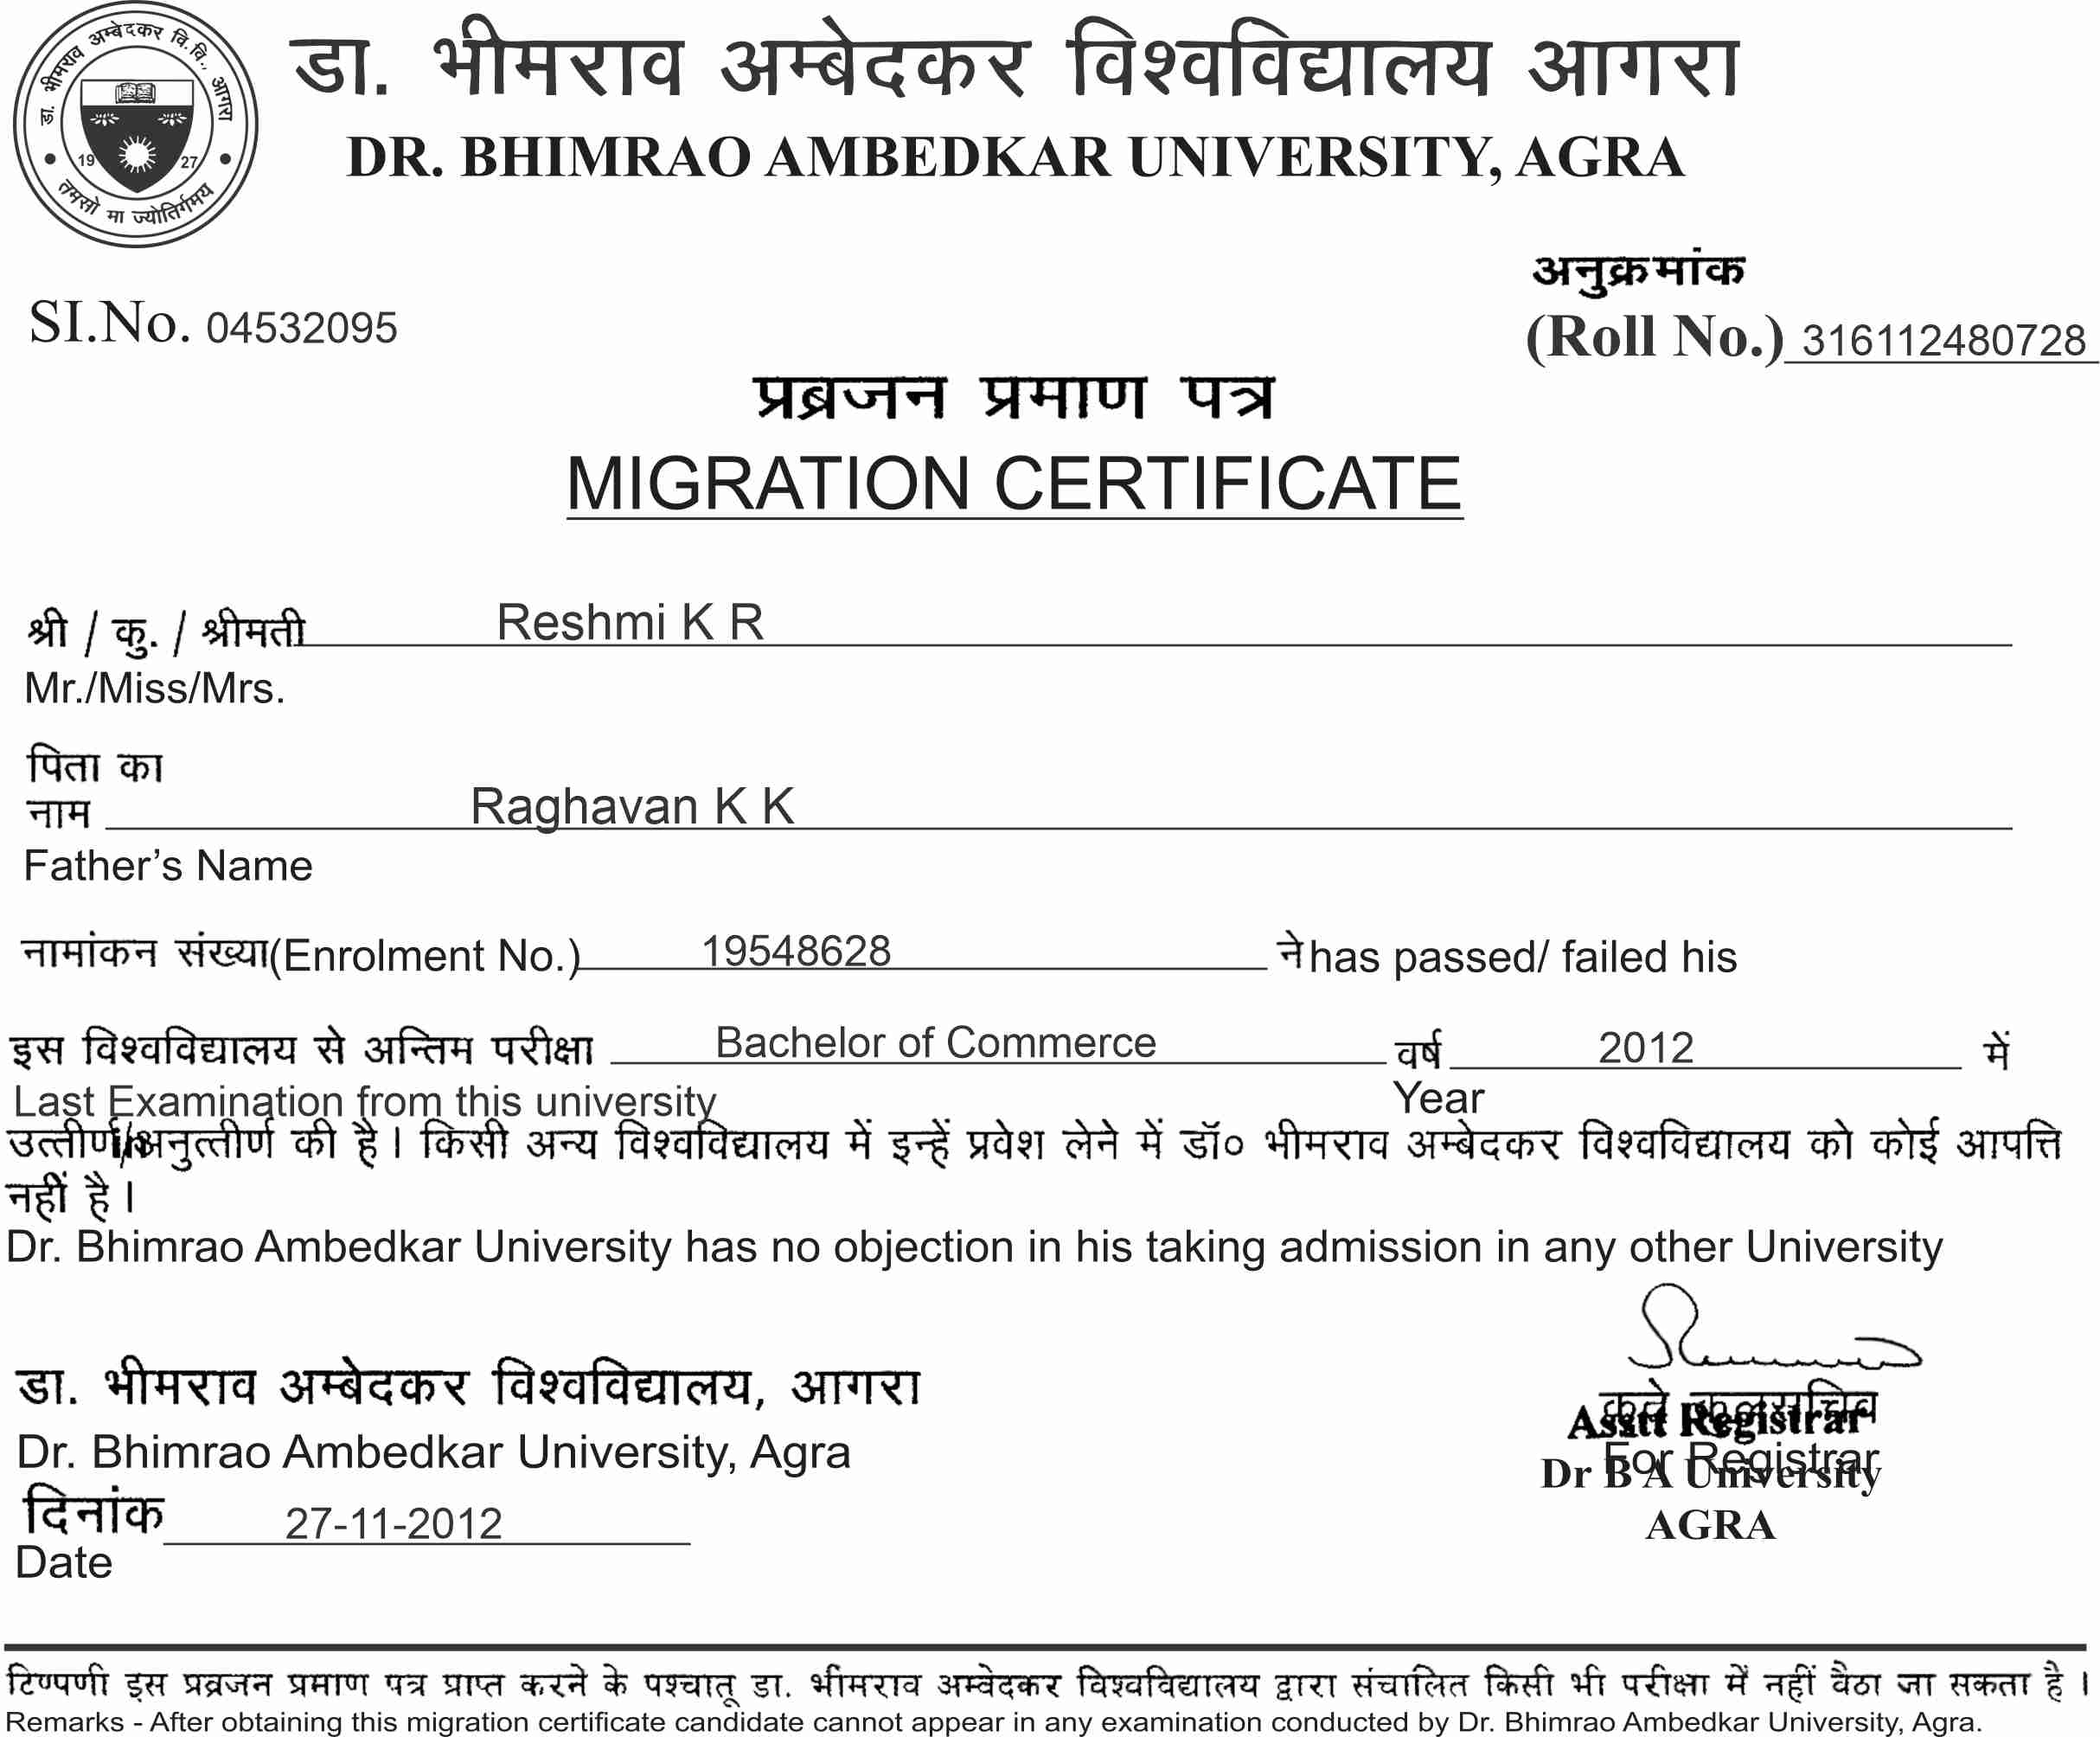 डा. भीमराव अम्बेदकर वि.वि., आगरा
19 27
तमसो मा ज्योतिर्गमय
डा. भीमराव अम्बेदकर विश्वविद्यालय आगरा
DR. BHIMRAO AMBEDKAR UNIVERSITY, AGRA
अनुक्रमांक
SI.No. 04532095
(Roll No.) 316112480728
प्रब्रजन प्रमाण पत्र
MIGRATION CERTIFICATE
श्री / कु. / श्रीमती Reshmi K R
Mr./Miss/Mrs.
पिता का
नाम Raghavan K K
Father's Name
नामांकन संख्या(Enrolment No.) 19548628 ने has passed/ failed his
इस विश्वविद्यालय से अन्तिम परीक्षा Bachelor of Commerce वर्ष 2012 में
Last Examination from this university Year
उत्तीर्ण/अनुत्तीर्ण की है। किसी अन्य विश्वविद्यालय में इन्हें प्रवेश लेने में डॉ० भीमराव अम्बेदकर विश्वविद्यालय को कोई आपत्ति
नहीं है।
Dr. Bhimrao Ambedkar University has no objection in his taking admission in any other University
डा. भीमराव अम्बेदकर विश्वविद्यालय, आगरा
कृते कुलसचिव
Asstt Registrar
Dr. Bhimrao Ambedkar University, Agra
For Registrar
Dr B A University
AGRA
दिनांक 27-11-2012
Date
टिप्पणी इस प्रव्रजन प्रमाण पत्र प्राप्त करने के पश्चात् डा. भीमराव अम्वेदकर विश्वविद्यालय द्वारा संचालित किसी भी परीक्षा में नहीं वैठा जा सकता है ।
Remarks - After obtaining this migration certificate candidate cannot appear in any examination conducted by Dr. Bhimrao Ambedkar University, Agra.